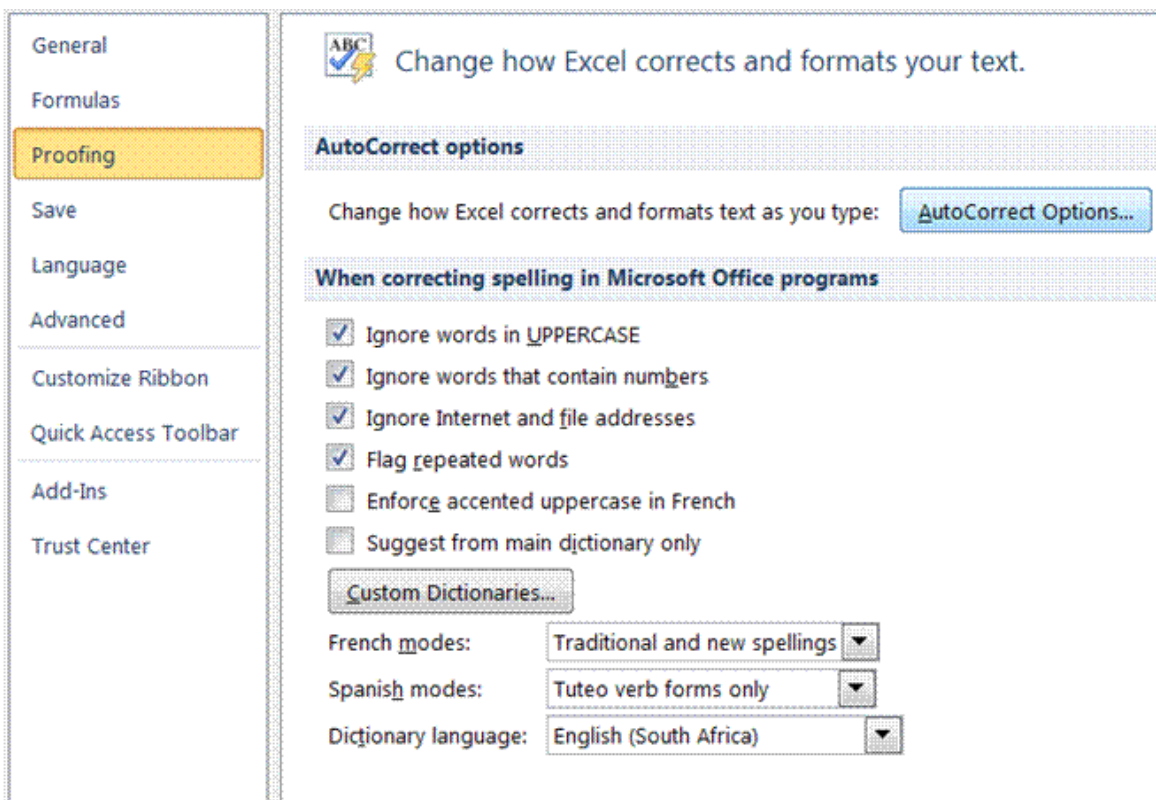 General
Formulas
Proofing
Save
Language
Advanced
Customize Ribbon
Quick Access Toolbar
Add-Ins
Trust Center
ABC
Change how Excel corrects and formats your text.
AutoCorrect options
Change how Excel corrects and formats text as you type: AutoCorrect Options...
When correcting spelling in Microsoft Office programs
Ignore words in UPPERCASE
Ignore words that contain numbers
Ignore Internet and file addresses
Flag repeated words
Enforce accented uppercase in French
Suggest from main dictionary only
Custom Dictionaries...
French modes: Traditional and new spellings
Spanish modes: Tuteo verb forms only
Dictionary language: English (South Africa)